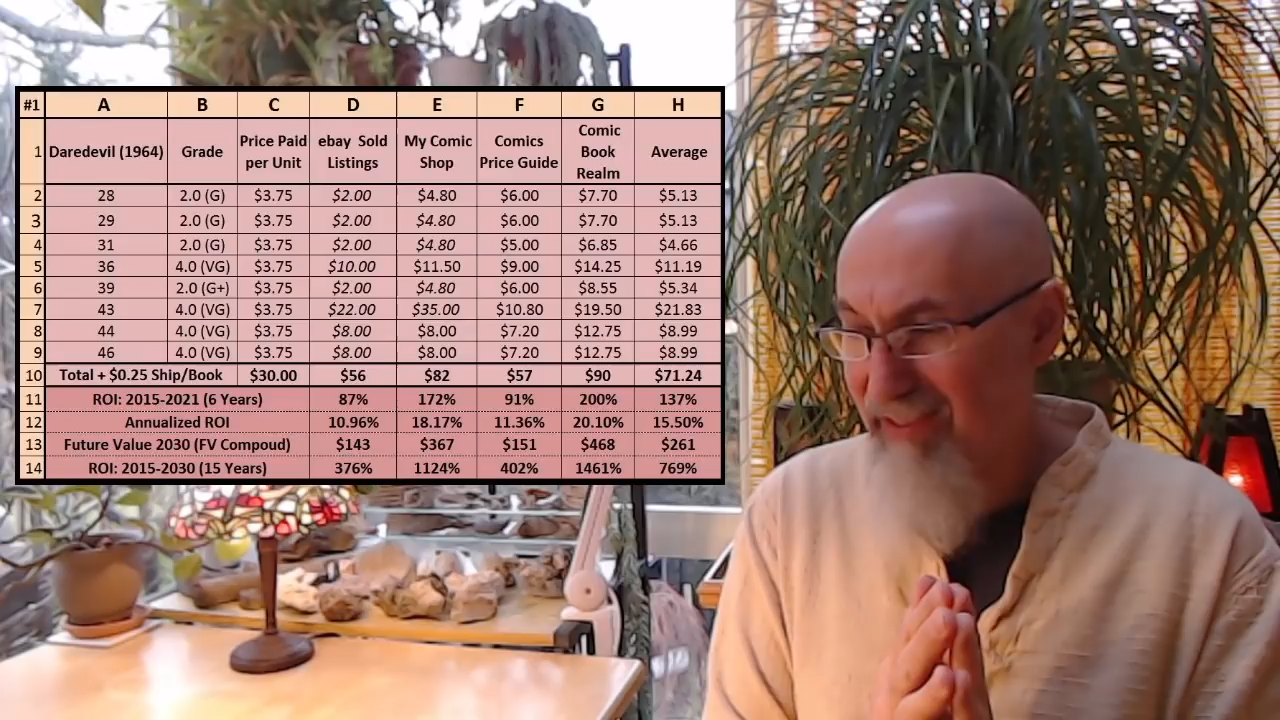 #1 A B C D E F G H
1 Daredevil (1964) Grade Price Paid per Unit ebay Sold Listings My Comic Shop Comics Price Guide Comic Book Realm Average
2 28 2.0 (G) $3.75 $2.00 $4.80 $6.00 $7.70 $5.13
3 29 2.0 (G) $3.75 $2.00 $4.80 $6.00 $7.70 $5.13
4 31 2.0 (G) $3.75 $2.00 $4.80 $5.00 $6.85 $4.66
5 36 4.0 (VG) $3.75 $10.00 $11.50 $9.00 $14.25 $11.19
6 39 2.0 (G+) $3.75 $2.00 $4.80 $6.00 $8.55 $5.34
7 43 4.0 (VG) $3.75 $22.00 $35.00 $10.80 $19.50 $21.83
8 44 4.0 (VG) $3.75 $8.00 $8.00 $7.20 $12.75 $8.99
9 46 4.0 (VG) $3.75 $8.00 $8.00 $7.20 $12.75 $8.99
10 Total + $0.25 Ship/Book $30.00 $56 $82 $57 $90 $71.24
11 ROI: 2015-2021 (6 Years) 87% 172% 91% 200% 137%
12 Annualized ROI 10.96% 18.17% 11.36% 20.10% 15.50%
13 Future Value 2030 (FV Compoud) $143 $367 $151 $468 $261
14 ROI: 2015-2030 (15 Years) 376% 1124% 402% 1461% 769%